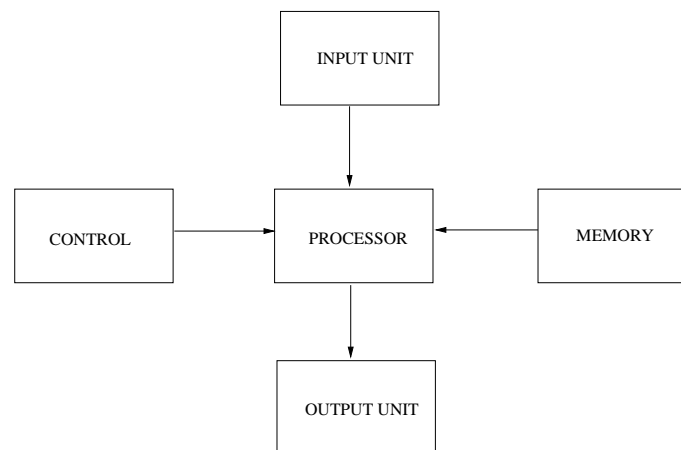 INPUT UNIT
CONTROL
PROCESSOR
MEMORY
OUTPUT UNIT